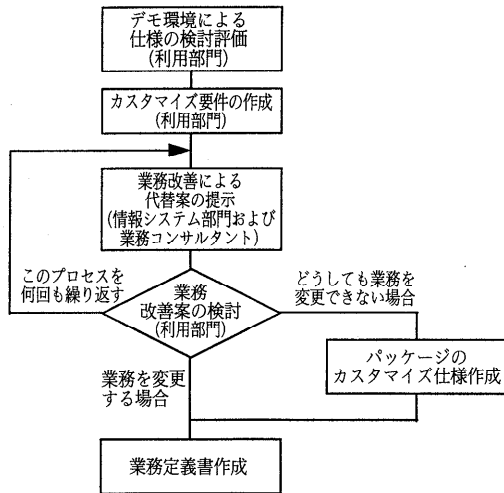 デモ環境による
仕様の検討評価
(利用部門)
カスタマイズ要件の作成
(利用部門)
業務改善による
代替案の提示
(情報システム部門および
業務コンサルタント)
このプロセスを
何回も繰り返す
業務
改善案の検討
(利用部門)
どうしても業務を
変更できない場合
パッケージの
カスタマイズ仕様作成
業務を変更
する場合
業務定義書作成